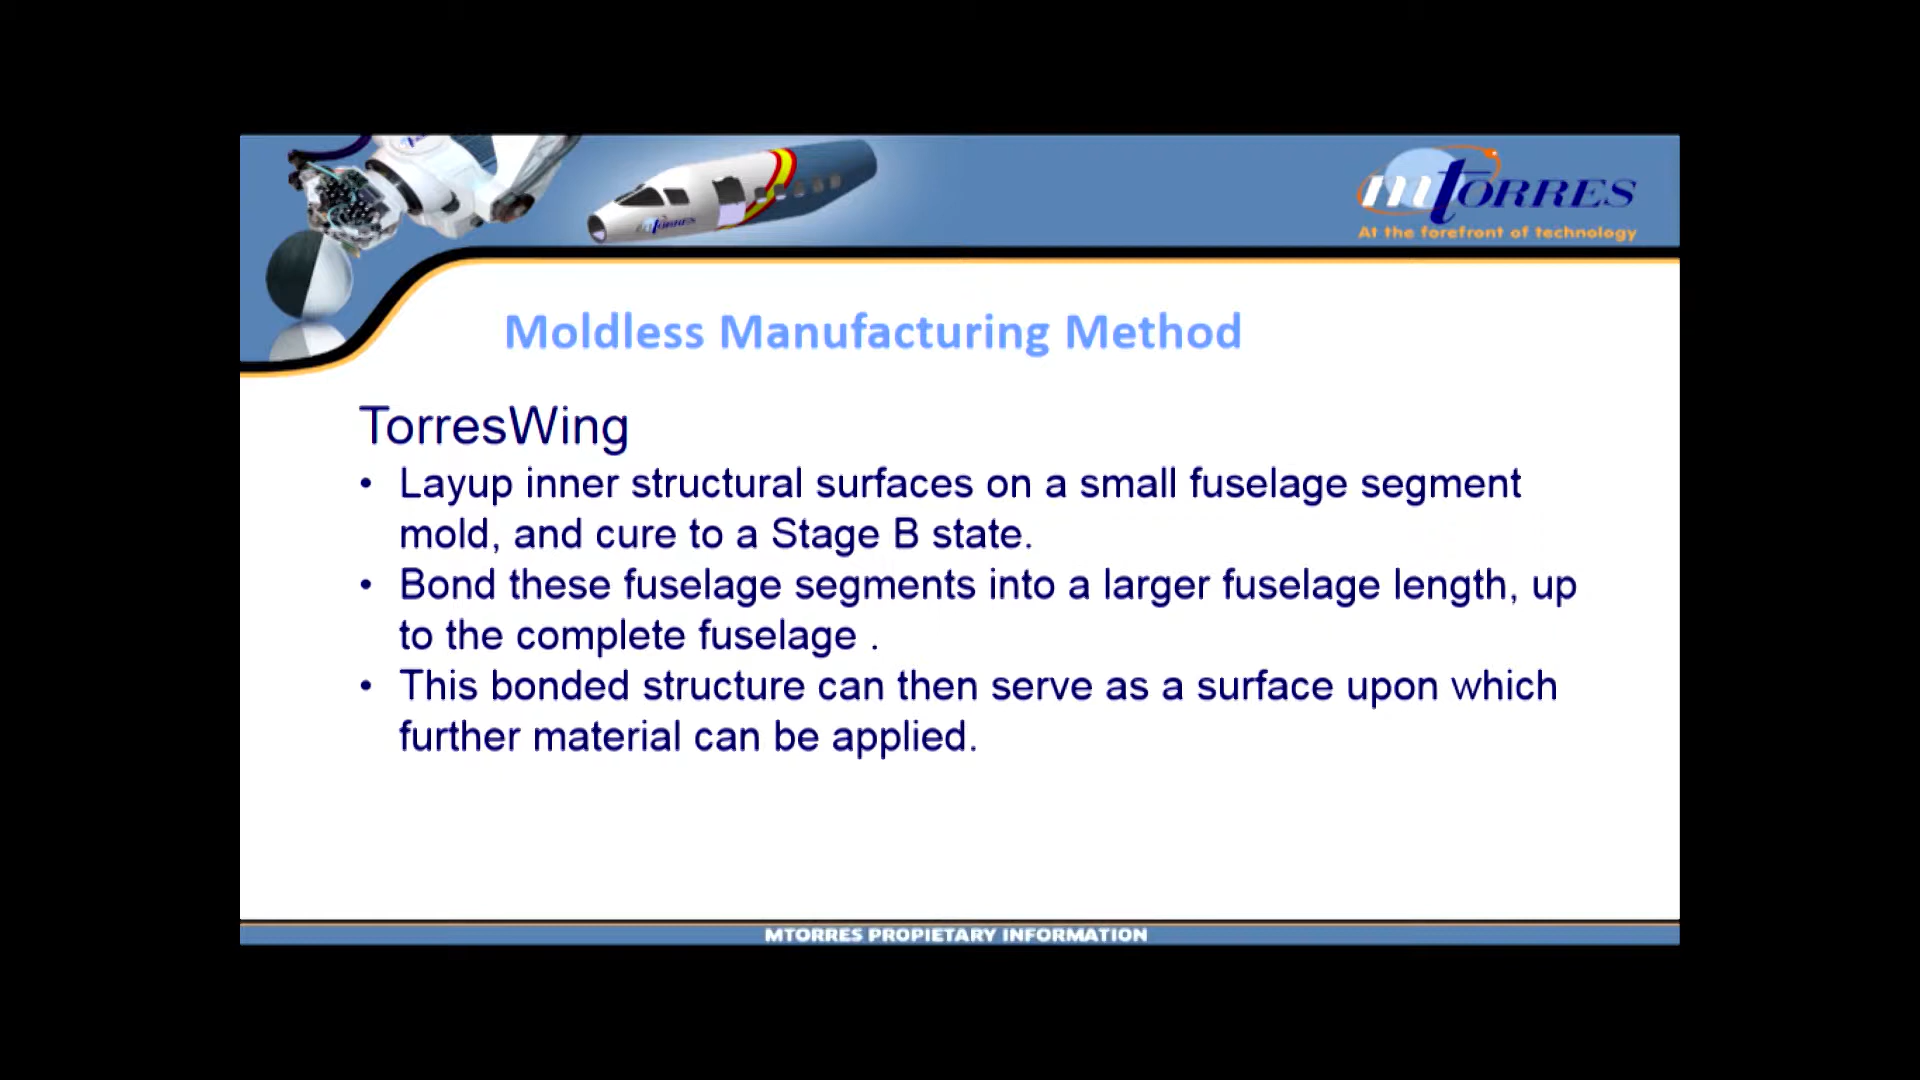 mTORRES
mTORRES
At the forefront of technology
Moldless Manufacturing Method
TorresWing
• Layup inner structural surfaces on a small fuselage segment
mold, and cure to a Stage B state.
• Bond these fuselage segments into a larger fuselage length, up
to the complete fuselage .
• This bonded structure can then serve as a surface upon which
further material can be applied.
MTORRES PROPIETARY INFORMATION